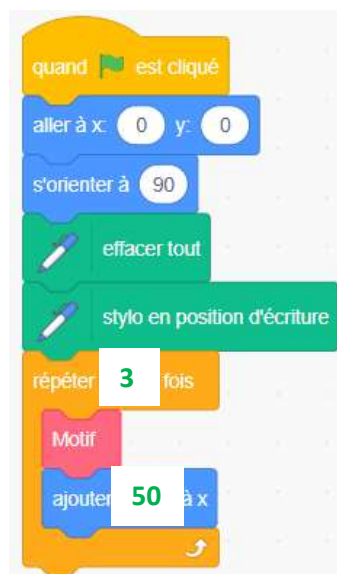 quand est cliqué
aller à x: 0 y: 0
s'orienter à 90
effacer tout
stylo en position d'écriture
répéter 3 fois
Motif
ajouter 50 à x